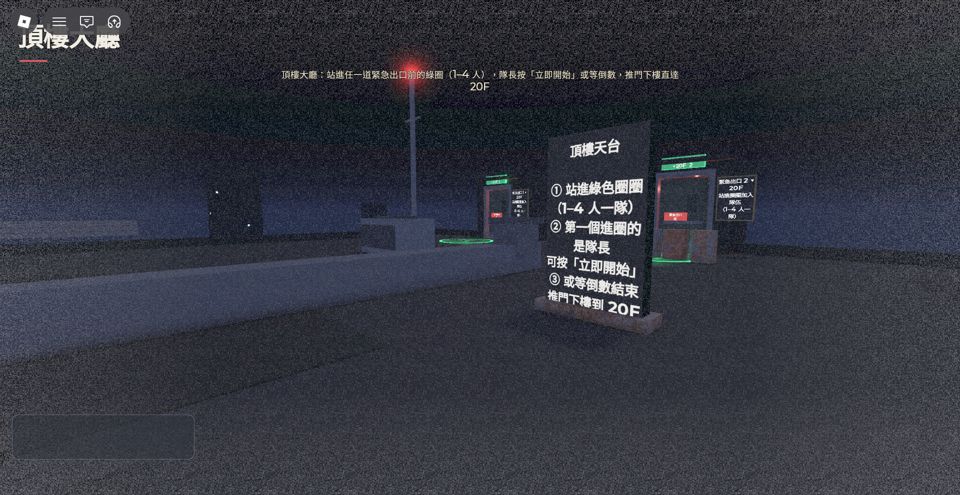 頂樓大廳
頂樓大廳：站進任一道緊急出口前的綠圈（1–4 人），隊長按「立即開始」或等倒數，推門下樓直達
20F
頂樓天台
① 站進綠色圈圈
（1–4 人一隊）
② 第一個進圈的
是隊長
可按「立即開始」
③ 或等倒數結束
推門下樓到 20F
緊急出口 2
20F
站進圈圈加入
隊伍
（1–4 人一
隊）